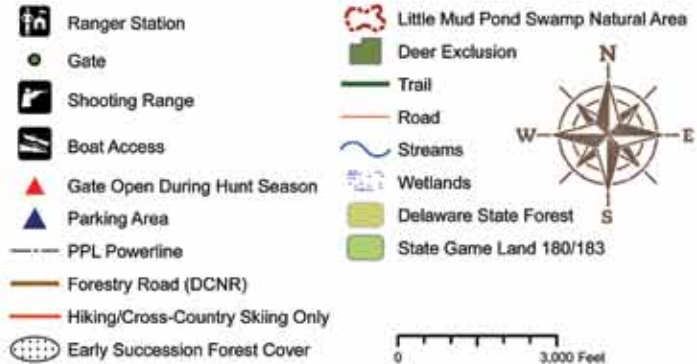 Ranger Station
Gate
Shooting Range
Boat Access
Gate Open During Hunt Season
Parking Area
PPL Powerline
Forestry Road (DCNR)
Hiking/Cross-Country Skiing Only
Early Succession Forest Cover
Little Mud Pond Swamp Natural Area
Deer Exclusion
Trail
Road
Streams
Wetlands
Delaware State Forest
State Game Land 180/183
N
W E
S
0 3,000 Feet